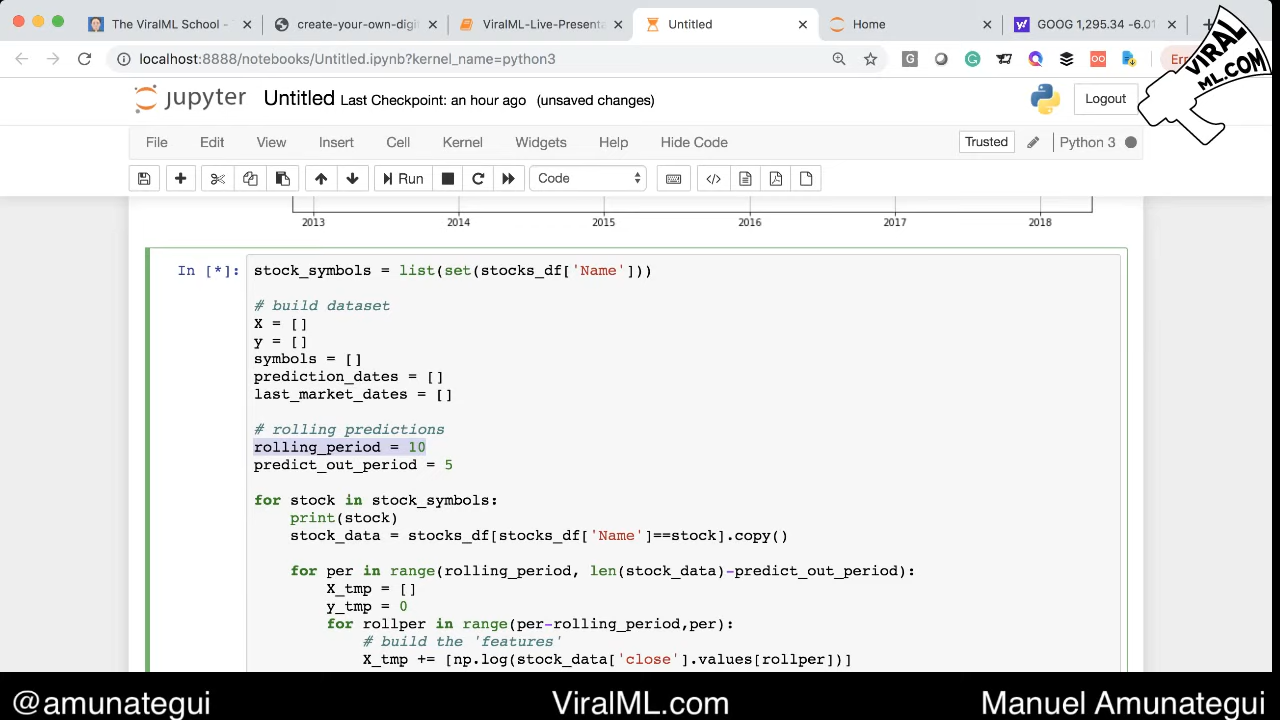 The ViralML School -
create-your-own-digi
ViralML-Live-Presenta
Untitled
Home
GOOG 1,295.34 -6.01
localhost:8888/notebooks/Untitled.ipynb?kernel_name=python3
Err
VIRAL
ML.COM
jupyter Untitled Last Checkpoint: an hour ago (unsaved changes)
Logout
File Edit View Insert Cell Kernel Widgets Help Hide Code
Trusted
Python 3
Run
Code
2013 2014 2015 2016 2017 2018
In [*]:
stock_symbols = list(set(stocks_df['Name']))
# build dataset
X = []
y = []
symbols = []
prediction_dates = []
last_market_dates = []
# rolling predictions
rolling_period = 10
predict_out_period = 5
for stock in stock_symbols:
print(stock)
stock_data = stocks_df[stocks_df['Name']==stock].copy()
for per in range(rolling_period, len(stock_data)-predict_out_period):
X_tmp = []
y_tmp = 0
for rollper in range(per-rolling_period,per):
# build the 'features'
X_tmp += [np.log(stock_data['close'].values[rollper])]
@amunategui
ViralML.com
Manuel Amunategui